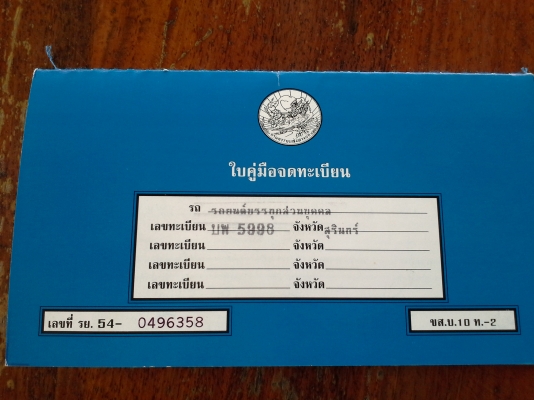 ใบคู่มือจดทะเบียน
รถ รถยนต์บรรทุกส่วนบุคคล
เลขทะเบียน บพ 5998 จังหวัด สุรินทร์
เลขทะเบียน จังหวัด
เลขทะเบียน จังหวัด
เลขทะเบียน จังหวัด
เลขที่ รย. 54- 0496358
ขส.บ.10 ท.-2